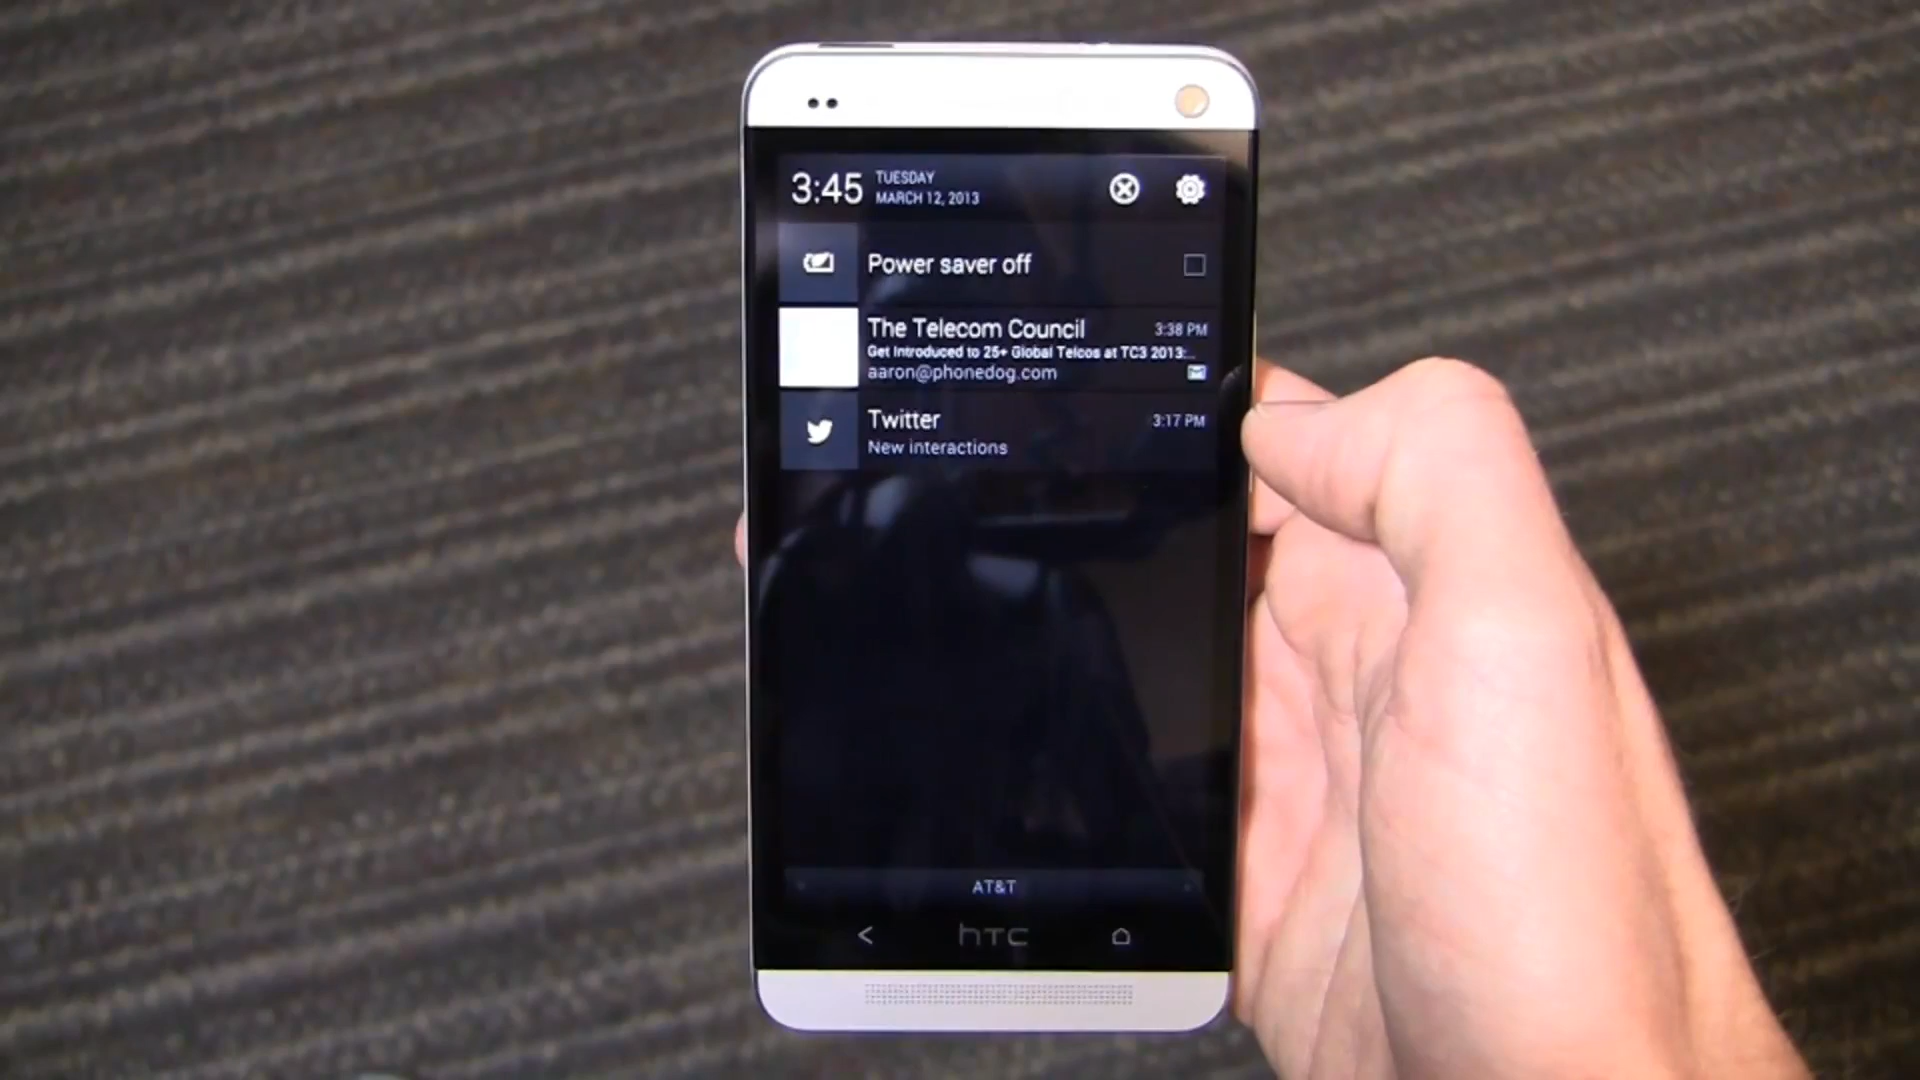 3:45
TUESDAY
MARCH 12, 2013
Power saver off
The Telecom Council
3:38 PM
Get Introduced to 25+ Global Telcos at TC3 2013:...
aaron@phonedog.com
Twitter
3:17 PM
New interactions
AT&T
hTC